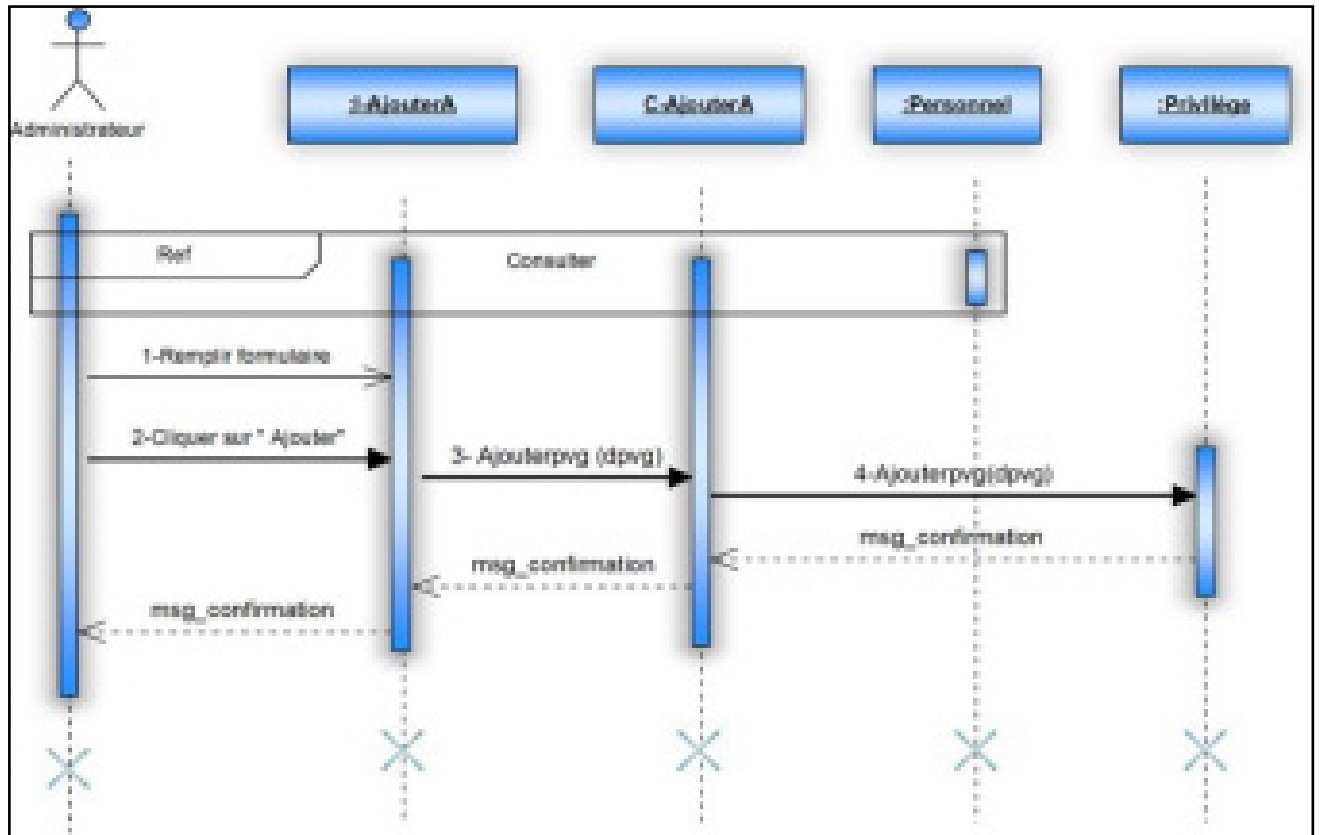 Administrateur
:I-AjouterA
C-AjouterA
:Personnel
:Privilège
Ref
Consulter
1-Remplir formulaire
2-Cliquer sur " Ajouter"
3- Ajouterpvg (dpvg)
4-Ajouterpvg(dpvg)
msg_confirmation
msg_confirmation
msg_confirmation